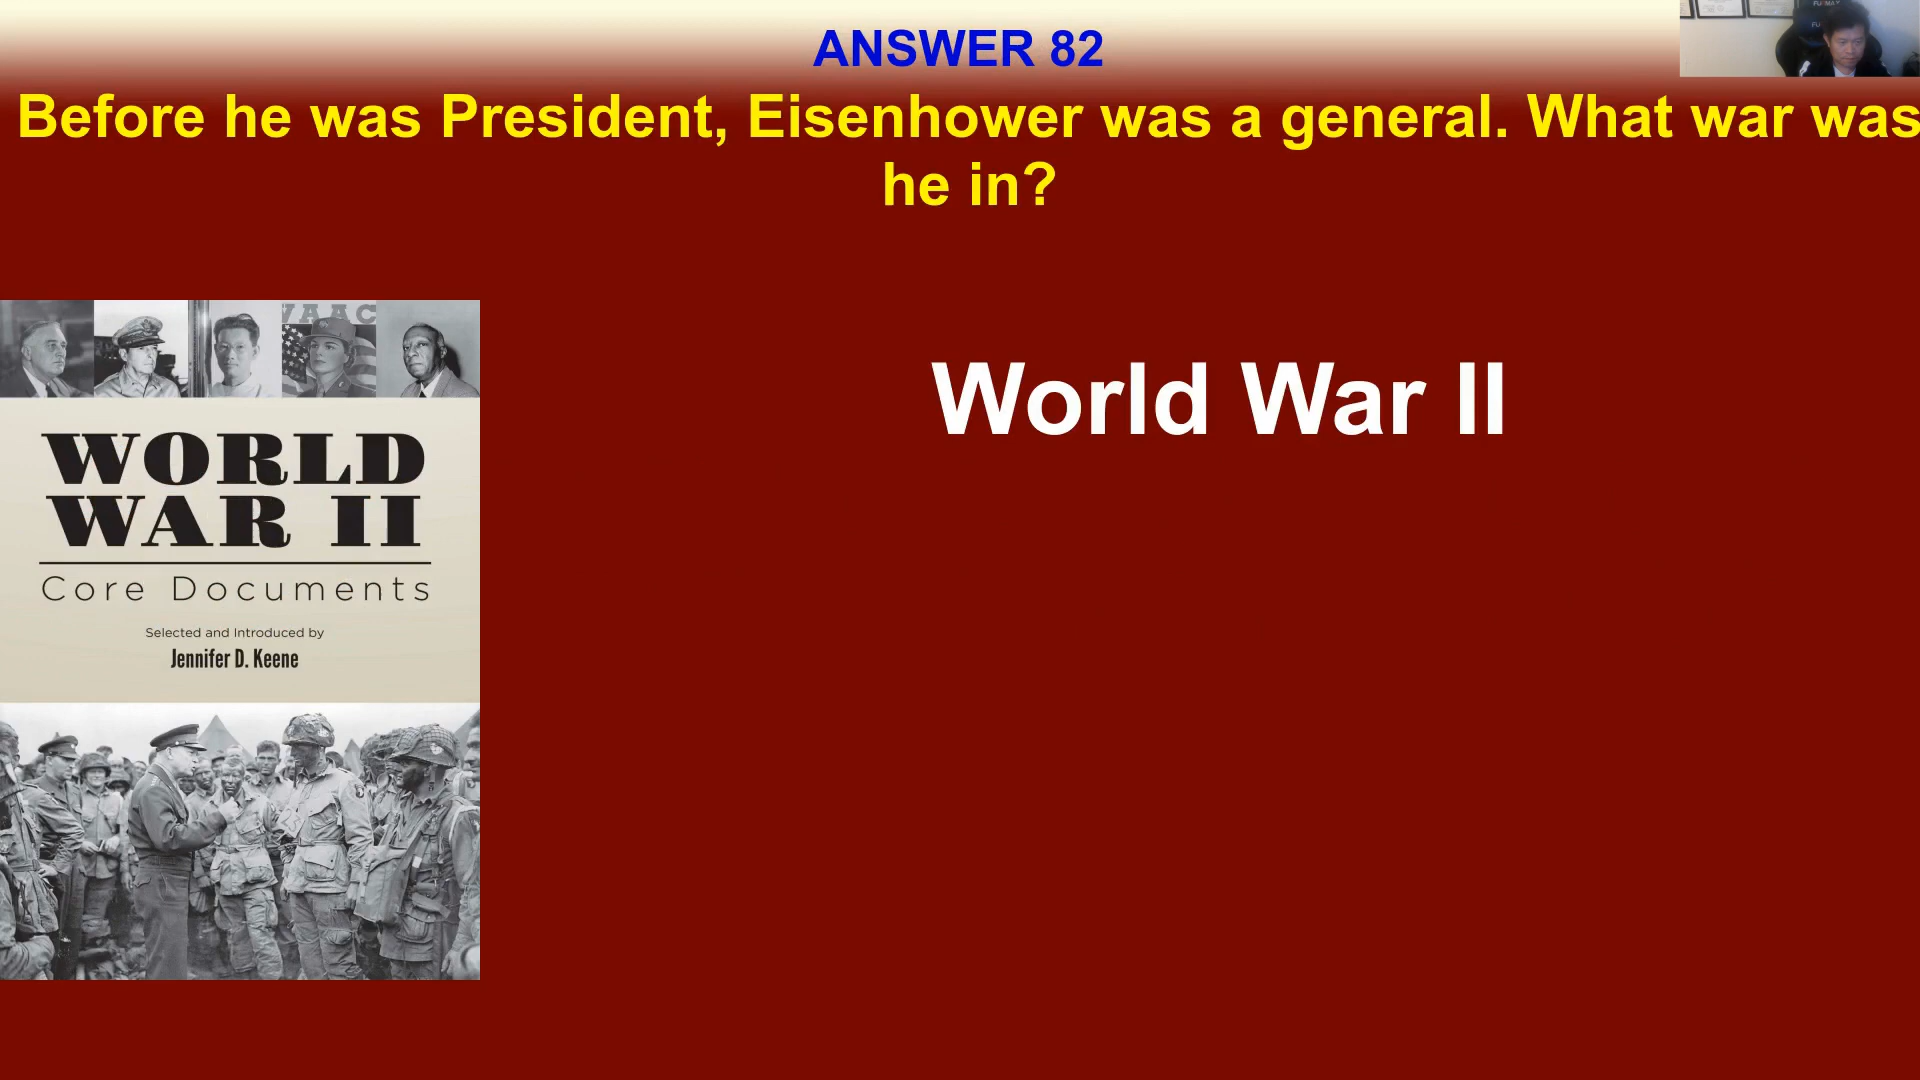 ANSWER 82
Before he was President, Eisenhower was a general. What war was
he in?
World War II
VAAC
WORLD
WAR II
Core Documents
Selected and Introduced by
Jennifer D. Keene